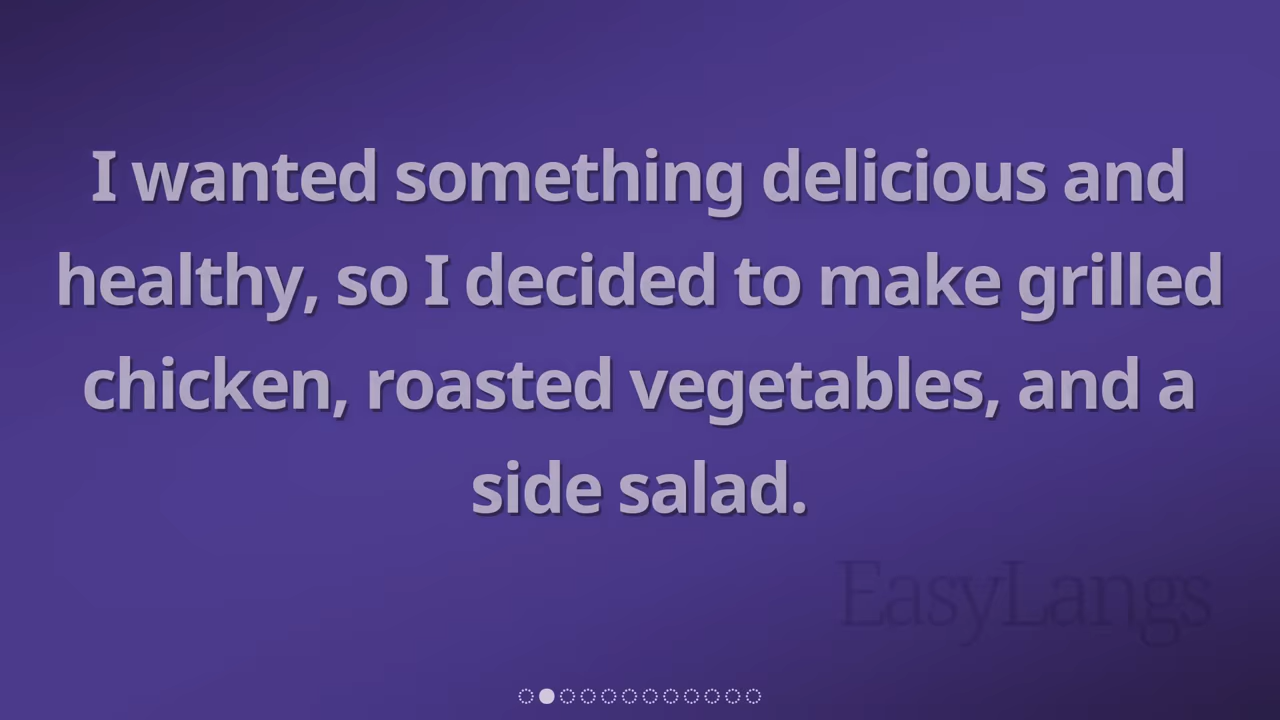 I wanted something delicious and
healthy, so I decided to make grilled
chicken, roasted vegetables, and a
side salad.
EasyLangs